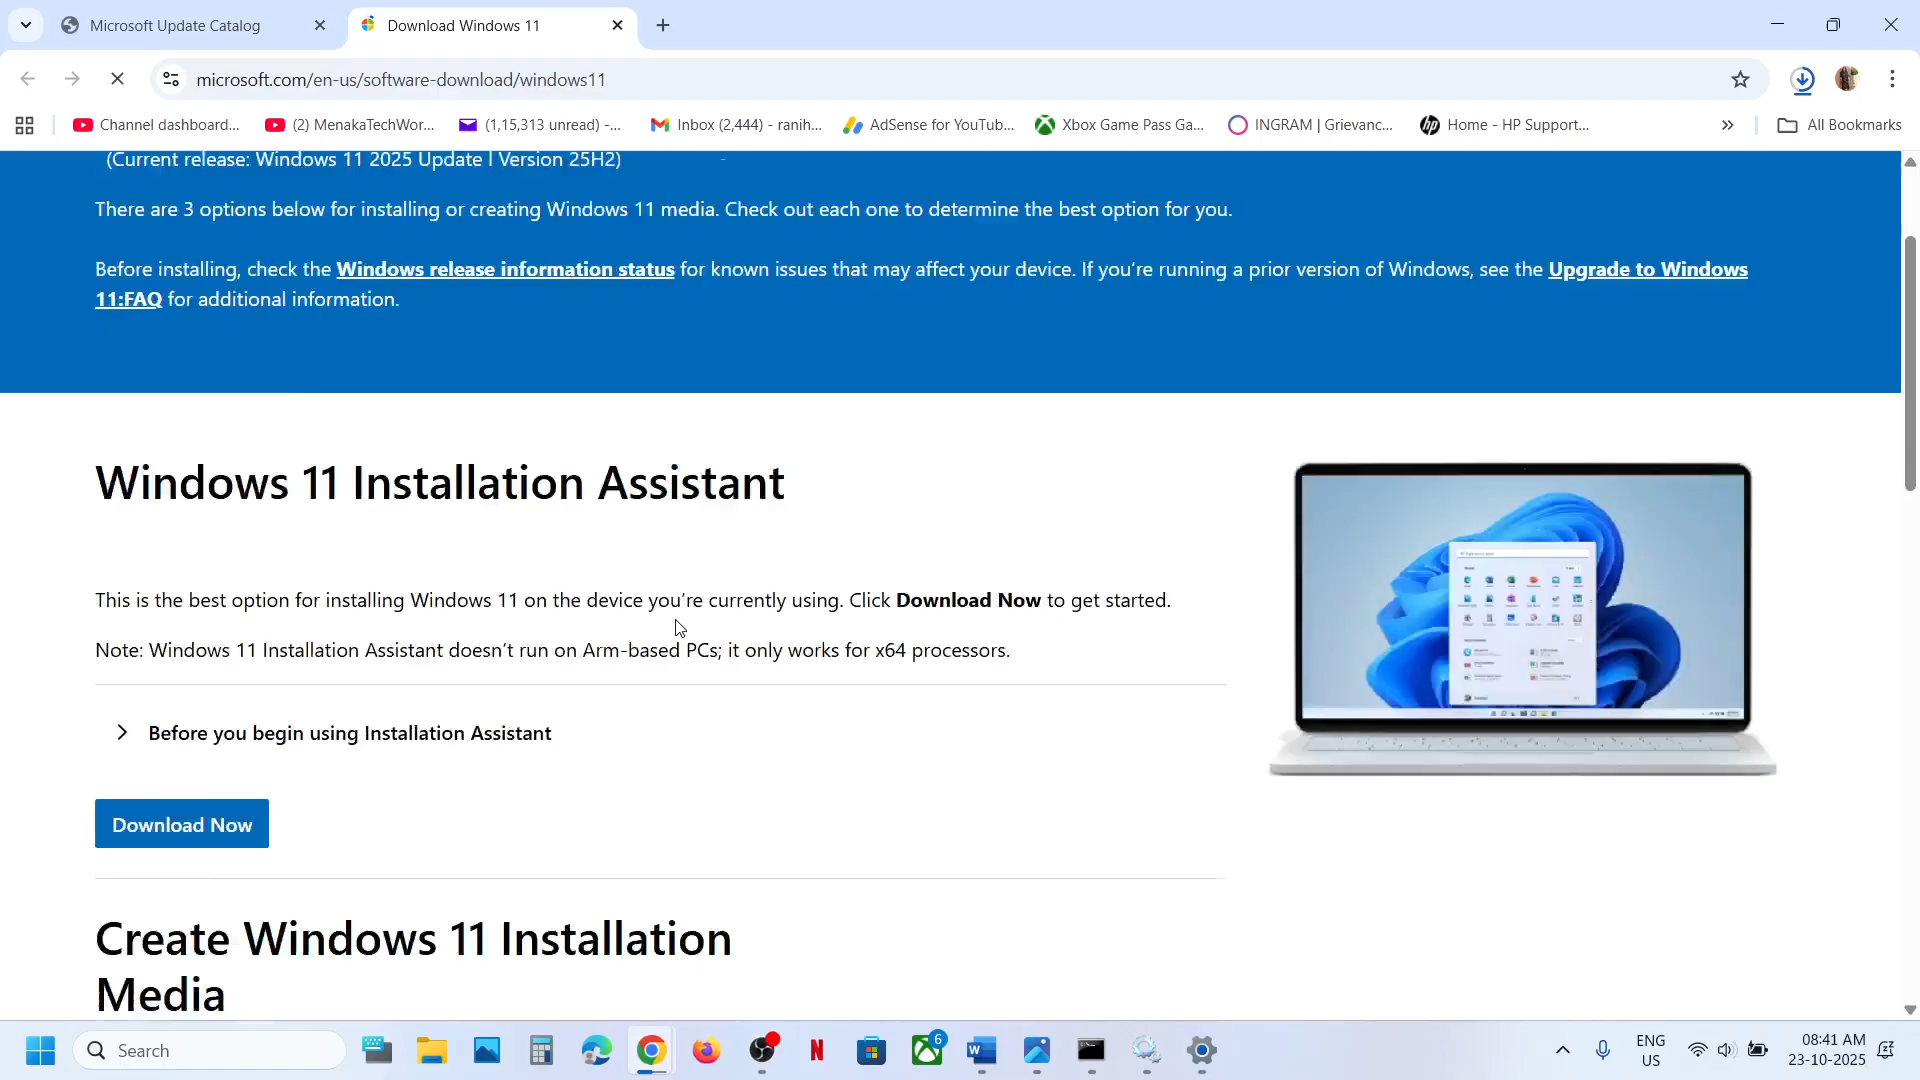 Microsoft Update Catalog
Download Windows 11
microsoft.com/en-us/software-download/windows11
Channel dashboard...
(2) MenakaTechWor...
(1,15,313 unread) -...
Inbox (2,444) - ranih...
AdSense for YouTub...
Xbox Game Pass Ga...
INGRAM | Grievanc...
Home - HP Support...
All Bookmarks
(Current release: Windows 11 2025 Update l Version 25H2)
There are 3 options below for installing or creating Windows 11 media. Check out each one to determine the best option for you.
Before installing, check the Windows release information status for known issues that may affect your device. If you're running a prior version of Windows, see the Upgrade to Windows
11:FAQ for additional information.
Windows 11 Installation Assistant
This is the best option for installing Windows 11 on the device you're currently using. Click Download Now to get started.
Note: Windows 11 Installation Assistant doesn't run on Arm-based PCs; it only works for x64 processors.
Before you begin using Installation Assistant
Download Now
Create Windows 11 Installation
Media
Search
6
ENG
US
08:41 AM
23-10-2025